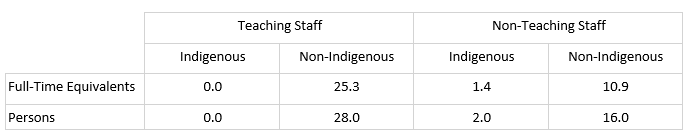 Teaching Staff Non-Teaching Staff
Indigenous Non-Indigenous Indigenous Non-Indigenous
Full-Time Equivalents 0.0 25.3 1.4 10.9
Persons 0.0 28.0 2.0 16.0